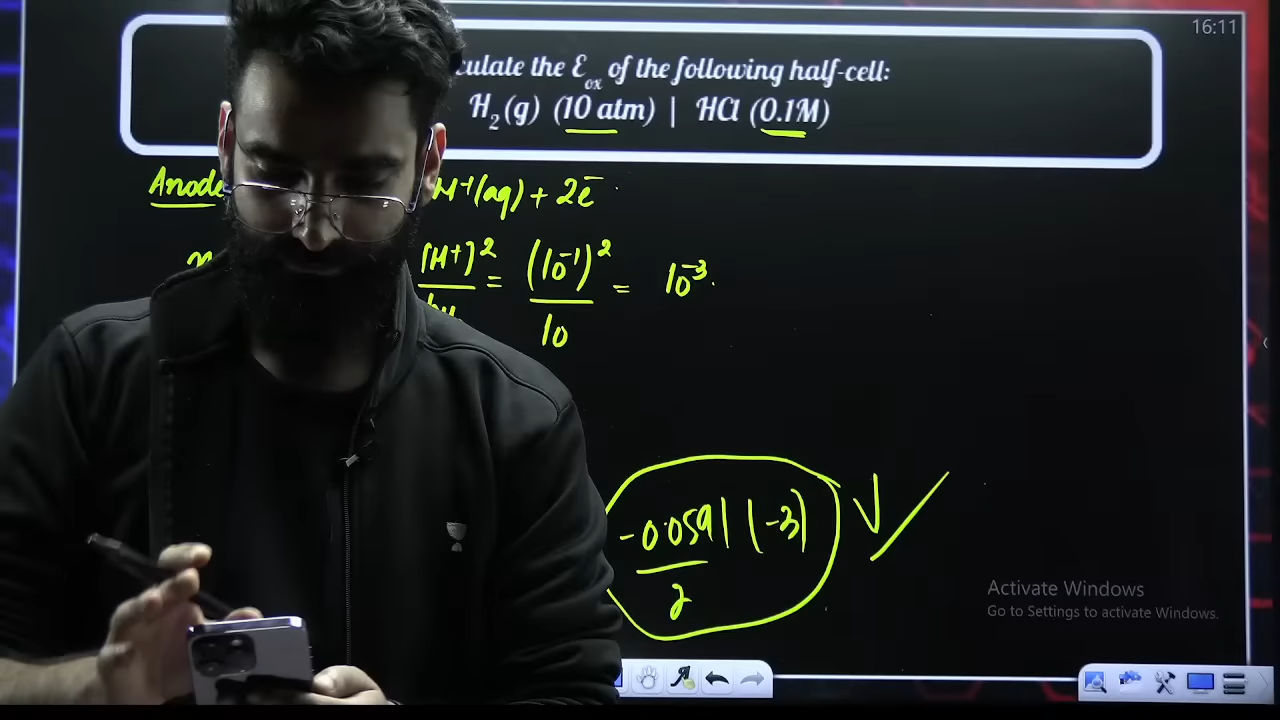 16:11
culate the Eox of the following half-cell:
H2(g) (10 atm) | HCl (0.1M)
Anode
H+(aq) + 2e-
[H+]2 = (10-1)2 = 10-3.
10
-0.0591 (-3) V
2
Activate Windows
Go to Settings to activate Windows.